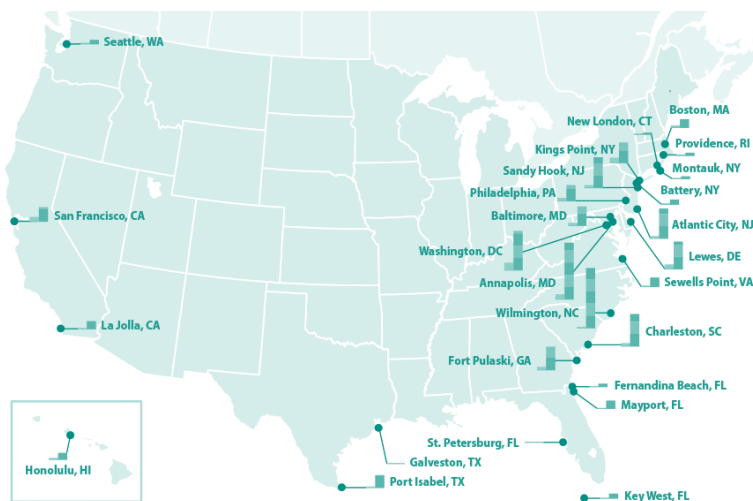 Seattle, WA
Boston, MA
New London, CT
Providence, RI
Kings Point, NY
Montauk, NY
Sandy Hook, NJ
Battery, NY
Philadelphia, PA
Baltimore, MD
San Francisco, CA
Atlantic City, NJ
Washington, DC
Lewes, DE
Annapolis, MD
Sewells Point, VA
Wilmington, NC
La Jolla, CA
Charleston, SC
Fort Pulaski, GA
Fernandina Beach, FL
Mayport, FL
St. Petersburg, FL
Galveston, TX
Honolulu, HI
Port Isabel, TX
Key West, FL